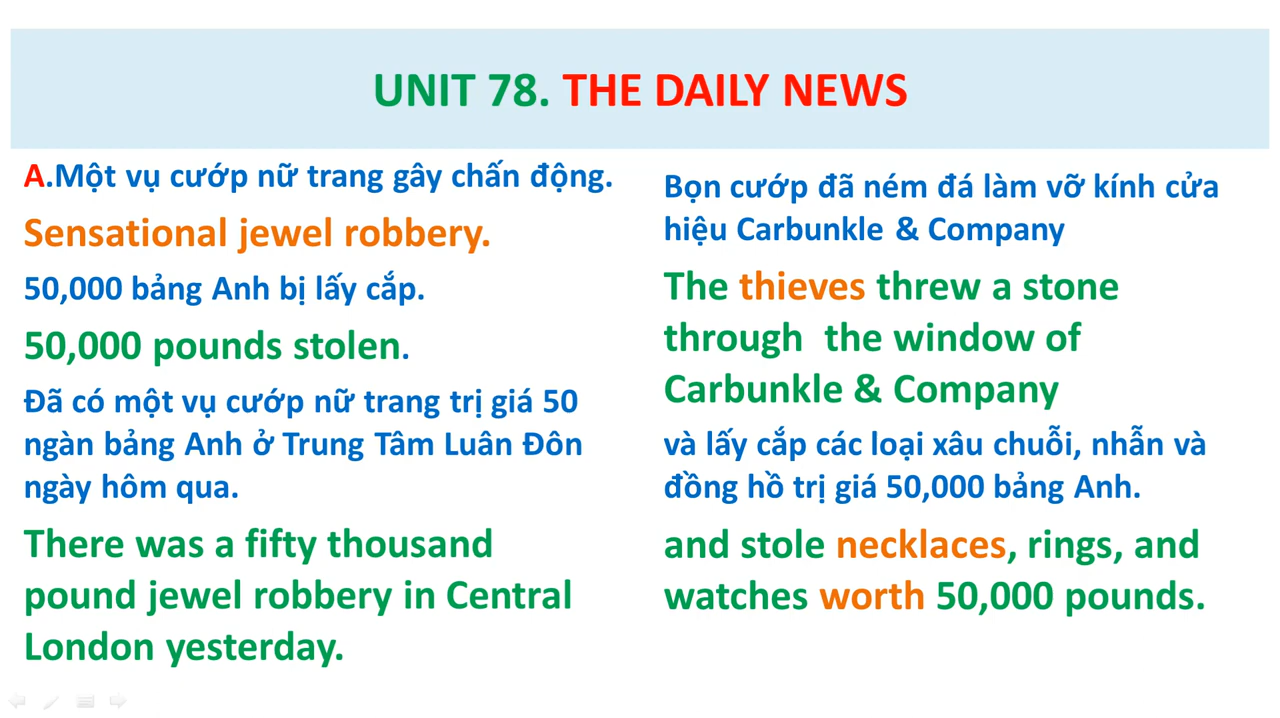 UNIT 78. THE DAILY NEWS
A.Một vụ cướp nữ trang gây chấn động.
Sensational jewel robbery.
50,000 bảng Anh bị lấy cắp.
50,000 pounds stolen.
Đã có một vụ cướp nữ trang trị giá 50
ngàn bảng Anh ở Trung Tâm Luân Đôn
ngày hôm qua.
There was a fifty thousand
pound jewel robbery in Central
London yesterday.
Bọn cướp đã ném đá làm vỡ kính cửa
hiệu Carbunkle & Company
The thieves threw a stone
through the window of
Carbunkle & Company
và lấy cắp các loại xâu chuỗi, nhẫn và
đồng hồ trị giá 50,000 bảng Anh.
and stole necklaces, rings, and
watches worth 50,000 pounds.